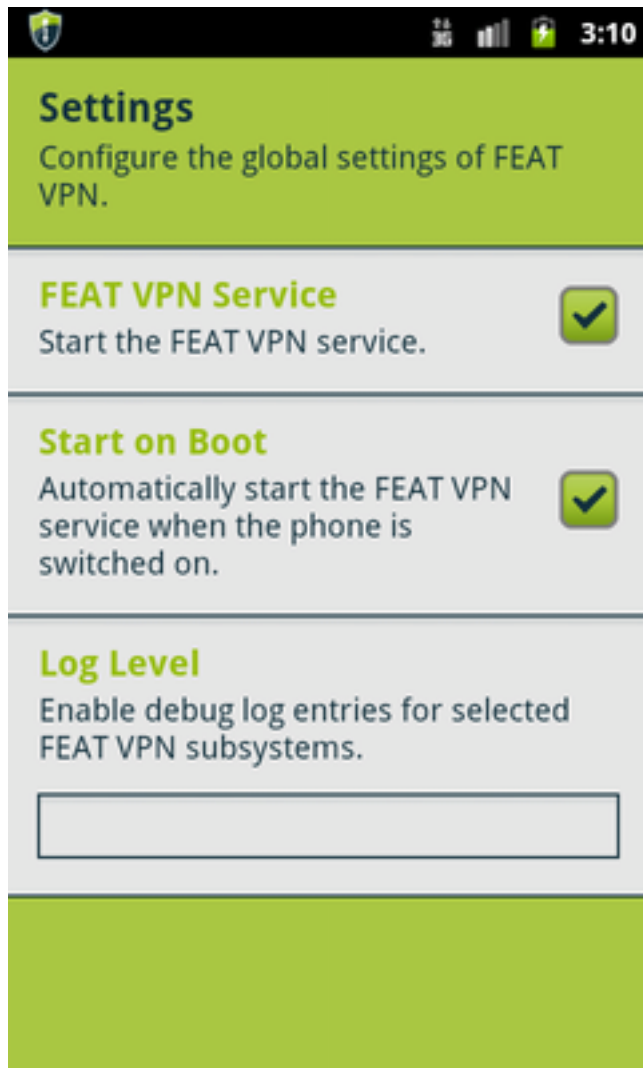 3G 3:10
Settings
Configure the global settings of FEAT
VPN.
FEAT VPN Service
Start the FEAT VPN service.
Start on Boot
Automatically start the FEAT VPN
service when the phone is
switched on.
Log Level
Enable debug log entries for selected
FEAT VPN subsystems.